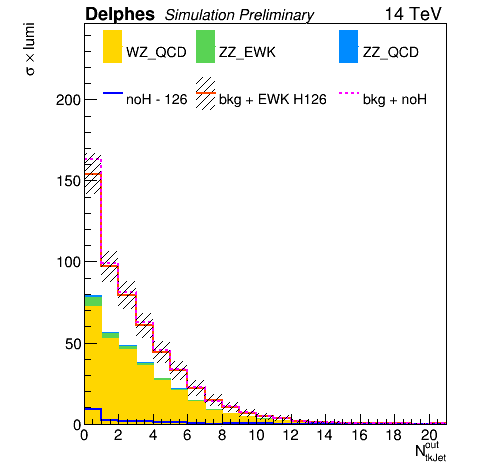 Delphes Simulation Preliminary 14 TeV
σ × lumi
WZ_QCD ZZ_EWK ZZ_QCD
noH - 126 bkg + EWK H126 bkg + noH
200
150
100
50
0
0 2 4 6 8 10 12 14 16 18 20
N^out_tkJet